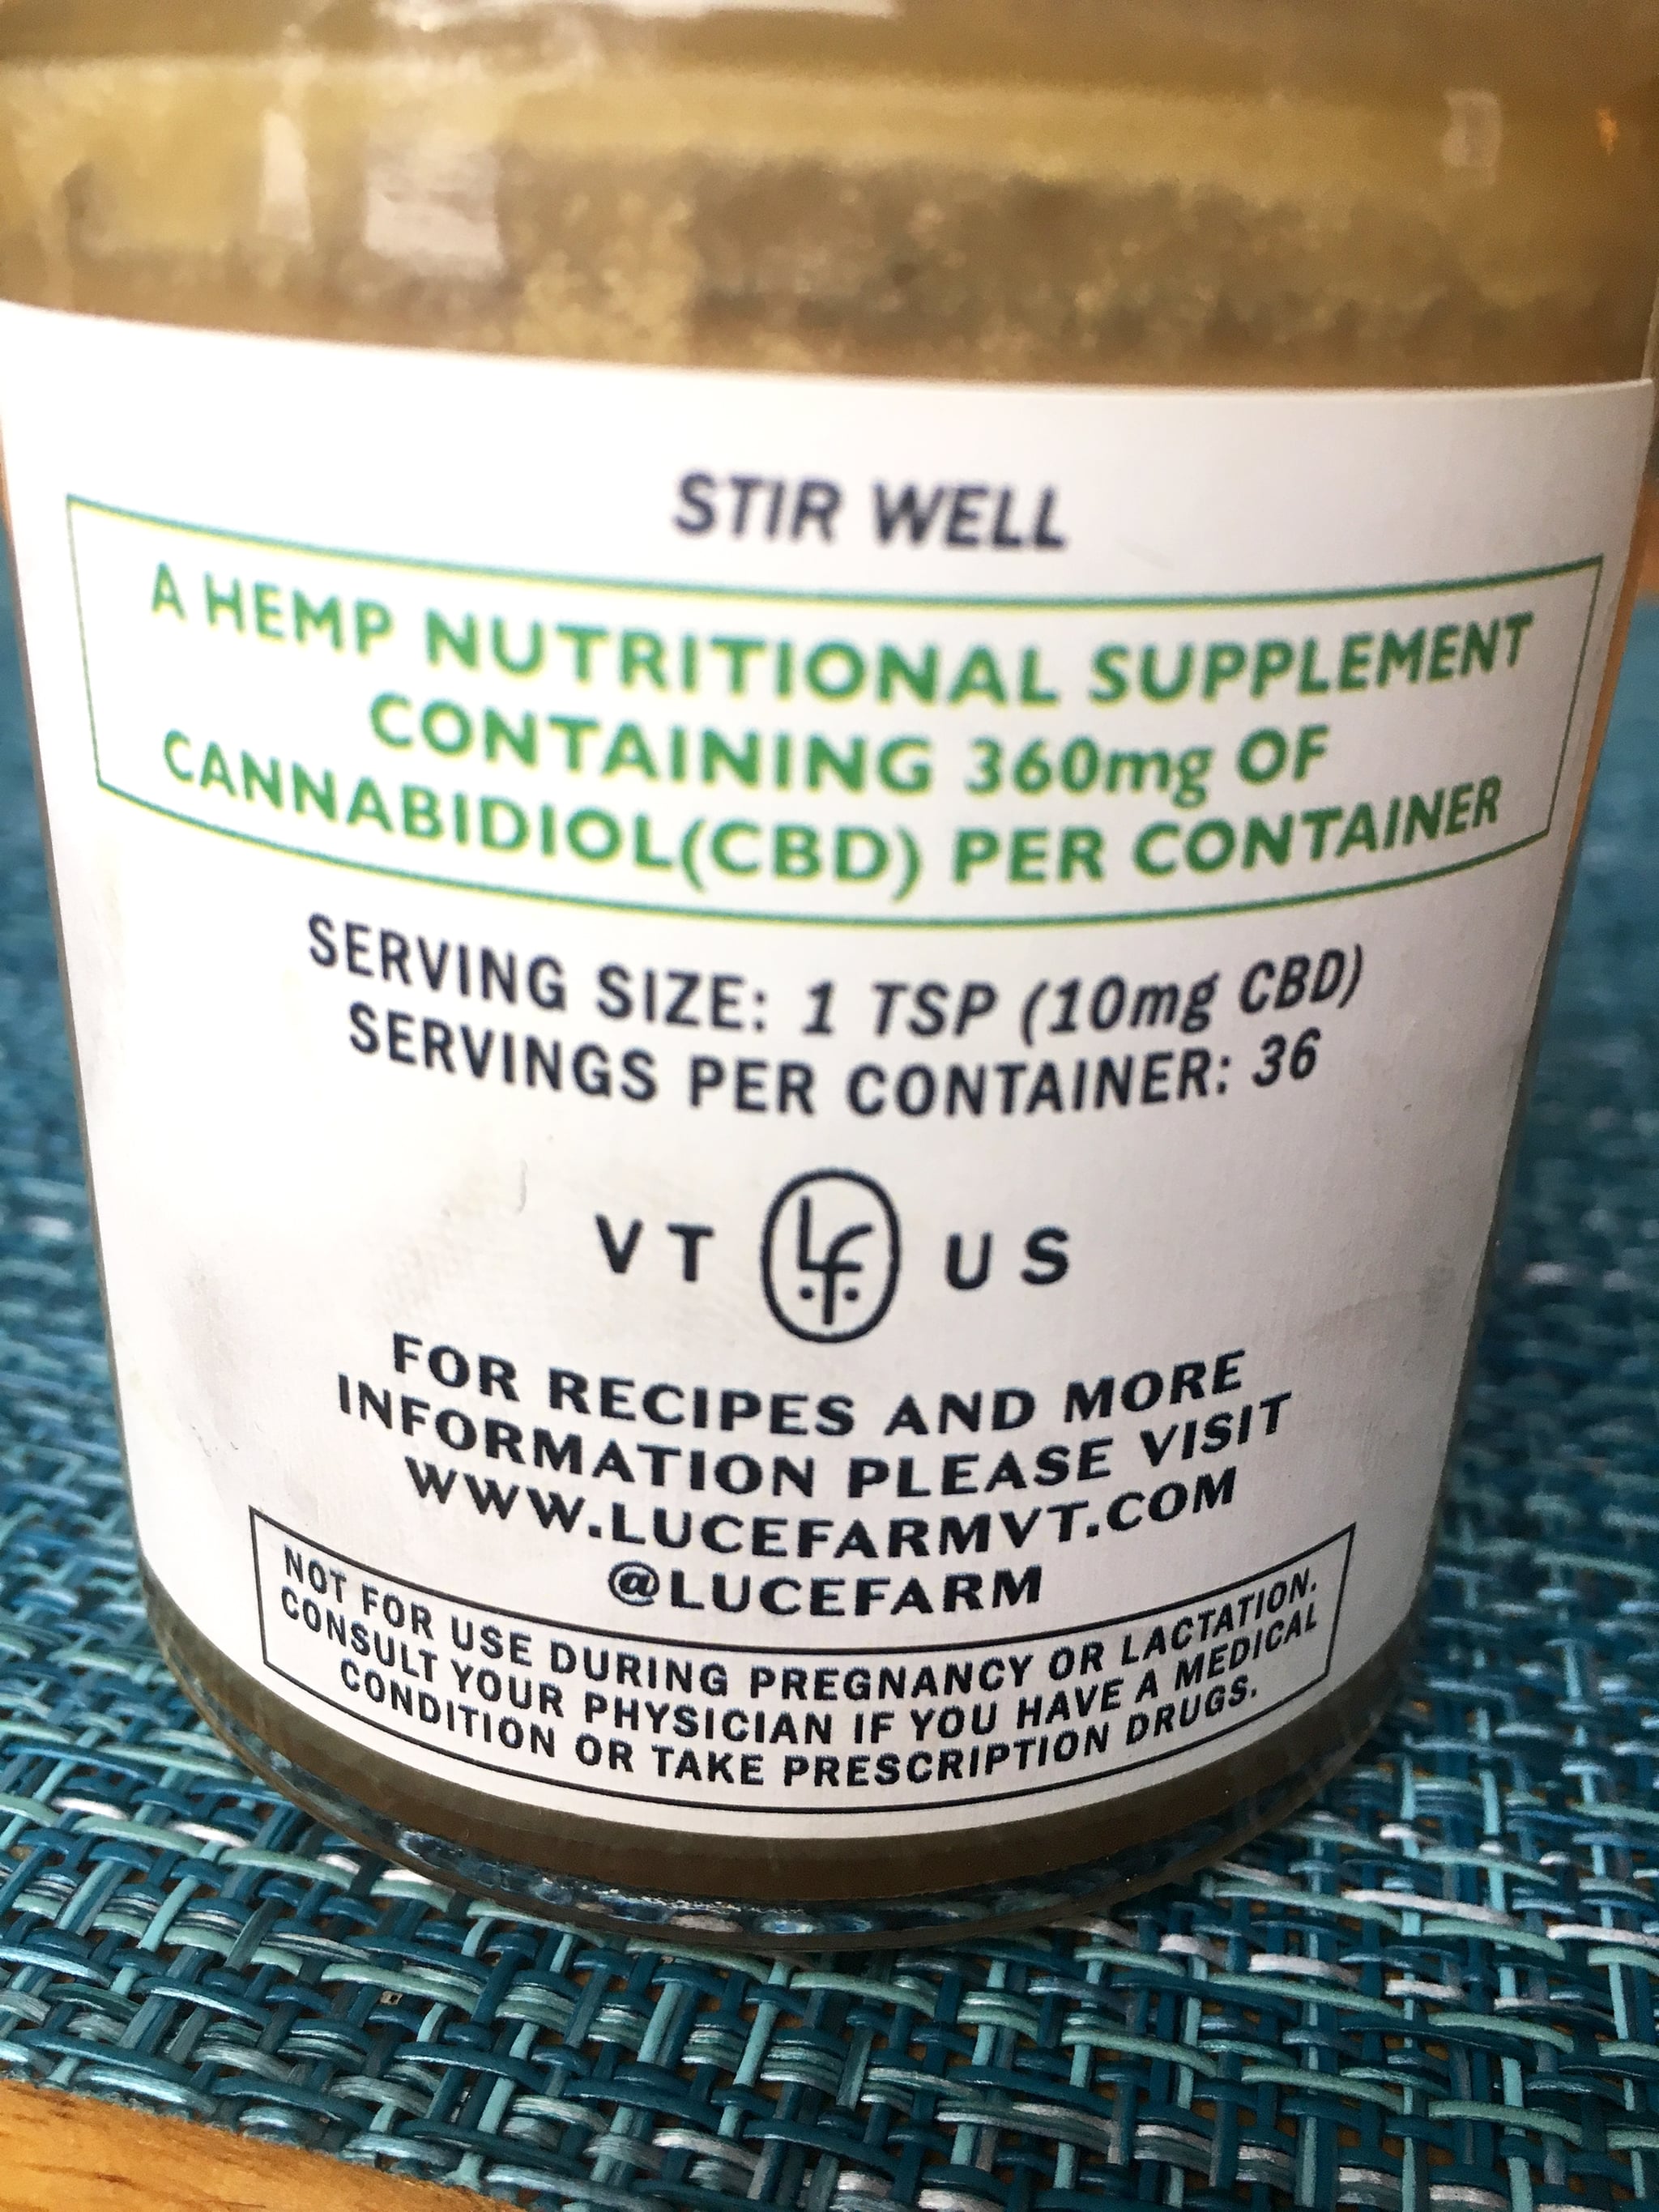 STIR WELL
A HEMP NUTRITIONAL SUPPLEMENT
CONTAINING 360mg OF
CANNABIDIOL(CBD) PER CONTAINER
SERVING SIZE: 1 TSP (10mg CBD)
SERVINGS PER CONTAINER: 36
VT LF US
FOR RECIPES AND MORE
INFORMATION PLEASE VISIT
WWW.LUCEFARMVT.COM
@LUCEFARM
NOT FOR USE DURING PREGNANCY OR LACTATION.
CONSULT YOUR PHYSICIAN IF YOU HAVE A MEDICAL
CONDITION OR TAKE PRESCRIPTION DRUGS.